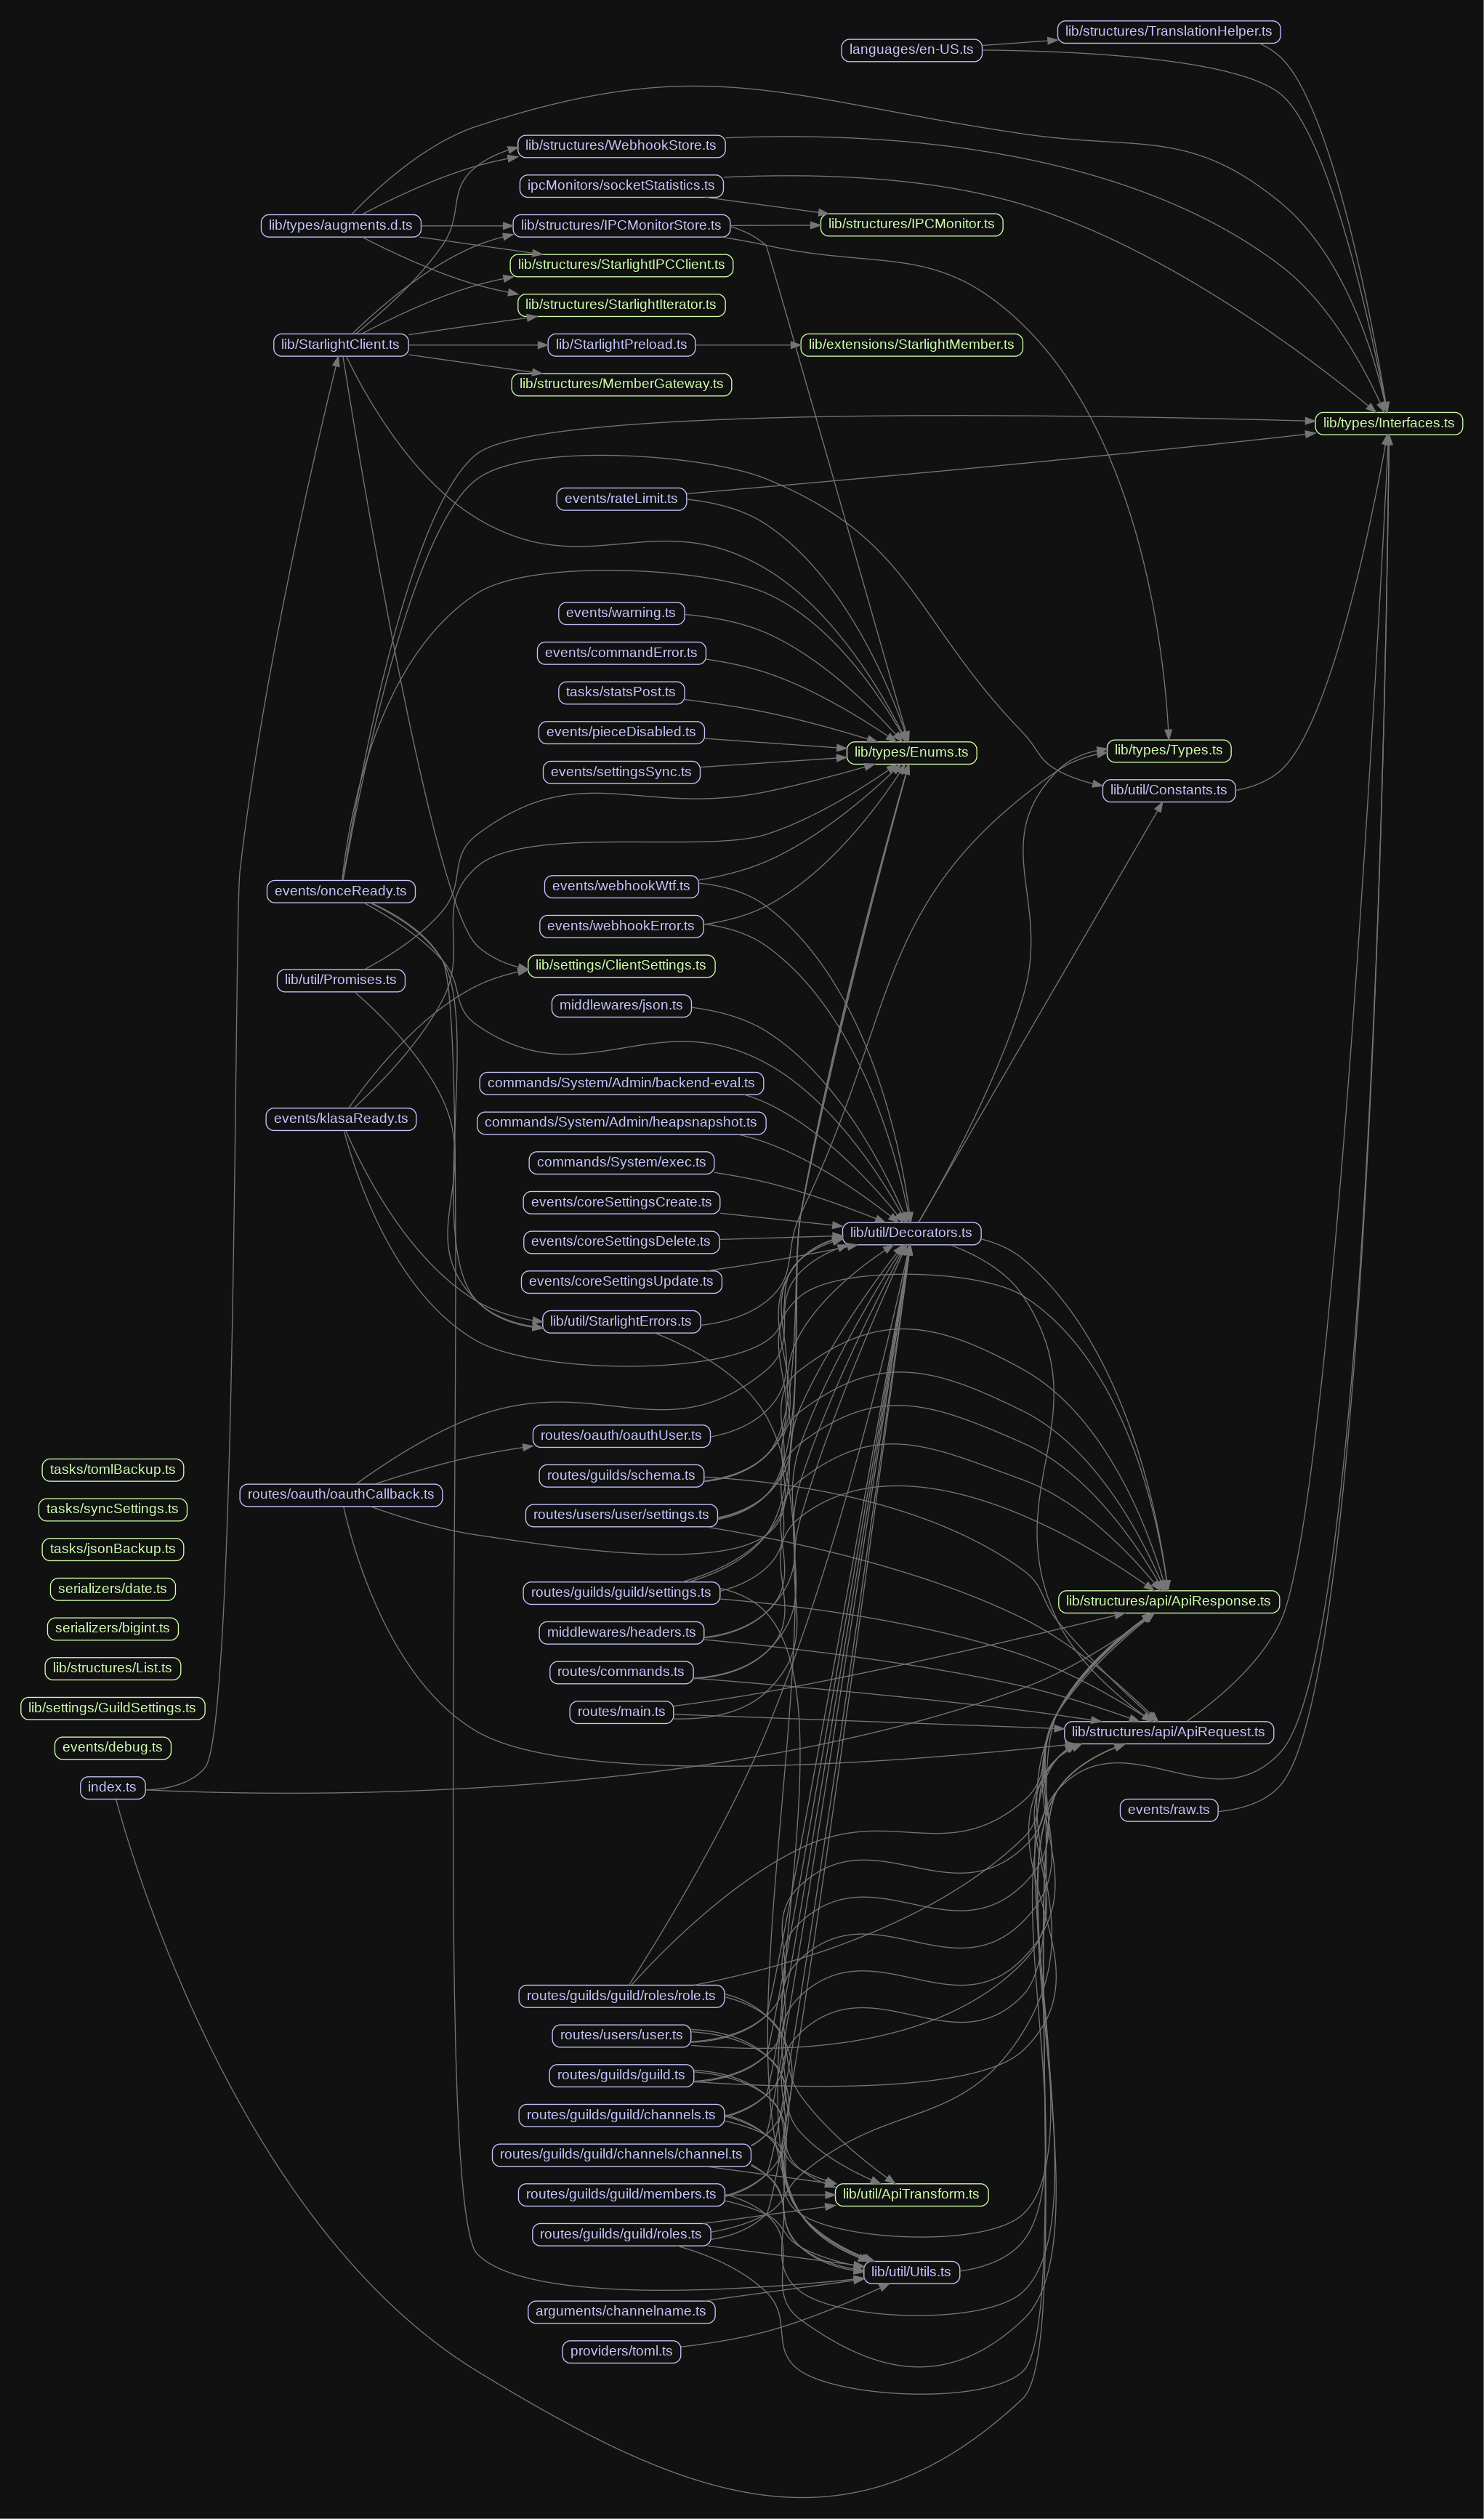 lib/structures/TranslationHelper.ts
languages/en-US.ts
lib/structures/WebhookStore.ts
ipcMonitors/socketStatistics.ts
lib/types/augments.d.ts
lib/structures/IPCMonitorStore.ts
lib/structures/IPCMonitor.ts
lib/structures/StarlightIPCClient.ts
lib/structures/StarlightIterator.ts
lib/StarlightClient.ts
lib/StarlightPreload.ts
lib/extensions/StarlightMember.ts
lib/structures/MemberGateway.ts
lib/types/Interfaces.ts
events/rateLimit.ts
events/warning.ts
events/commandError.ts
tasks/statsPost.ts
events/pieceDisabled.ts
lib/types/Enums.ts
lib/types/Types.ts
events/settingsSync.ts
lib/util/Constants.ts
events/onceReady.ts
events/webhookWtf.ts
events/webhookError.ts
lib/settings/ClientSettings.ts
lib/util/Promises.ts
middlewares/json.ts
commands/System/Admin/backend-eval.ts
events/klasaReady.ts
commands/System/Admin/heapsnapshot.ts
commands/System/exec.ts
events/coreSettingsCreate.ts
lib/util/Decorators.ts
events/coreSettingsDelete.ts
events/coreSettingsUpdate.ts
lib/util/StarlightErrors.ts
routes/oauth/oauthUser.ts
tasks/tomlBackup.ts
routes/guilds/schema.ts
routes/oauth/oauthCallback.ts
tasks/syncSettings.ts
routes/users/user/settings.ts
tasks/jsonBackup.ts
serializers/date.ts
routes/guilds/guild/settings.ts
lib/structures/api/ApiResponse.ts
serializers/bigint.ts
middlewares/headers.ts
lib/structures/List.ts
routes/commands.ts
lib/settings/GuildSettings.ts
routes/main.ts
lib/structures/api/ApiRequest.ts
events/debug.ts
index.ts
events/raw.ts
routes/guilds/guild/roles/role.ts
routes/users/user.ts
routes/guilds/guild.ts
routes/guilds/guild/channels.ts
routes/guilds/guild/channels/channel.ts
routes/guilds/guild/members.ts
lib/util/ApiTransform.ts
routes/guilds/guild/roles.ts
lib/util/Utils.ts
arguments/channelname.ts
providers/toml.ts